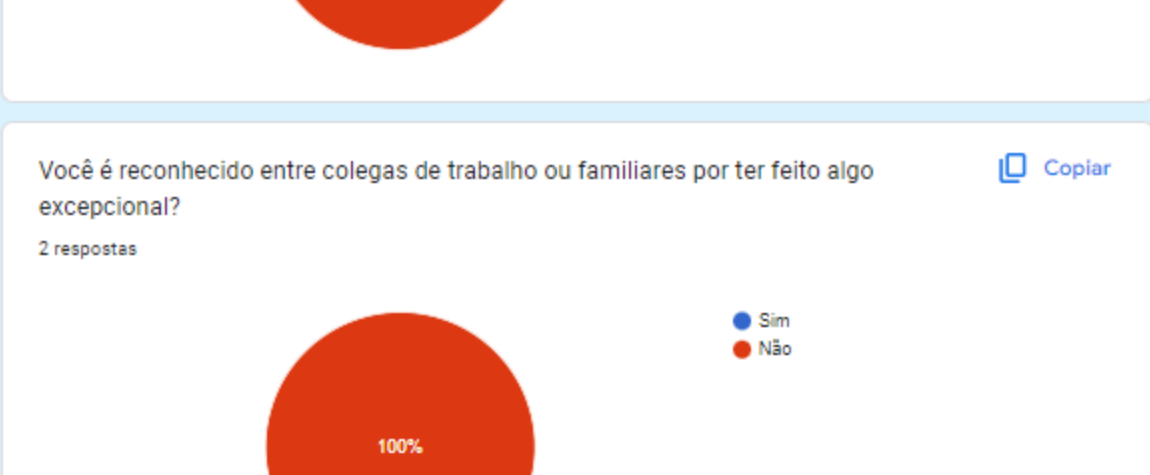 Você é reconhecido entre colegas de trabalho ou familiares por ter feito algo
excepcional?
Copiar
2 respostas
Sim
Não
100%